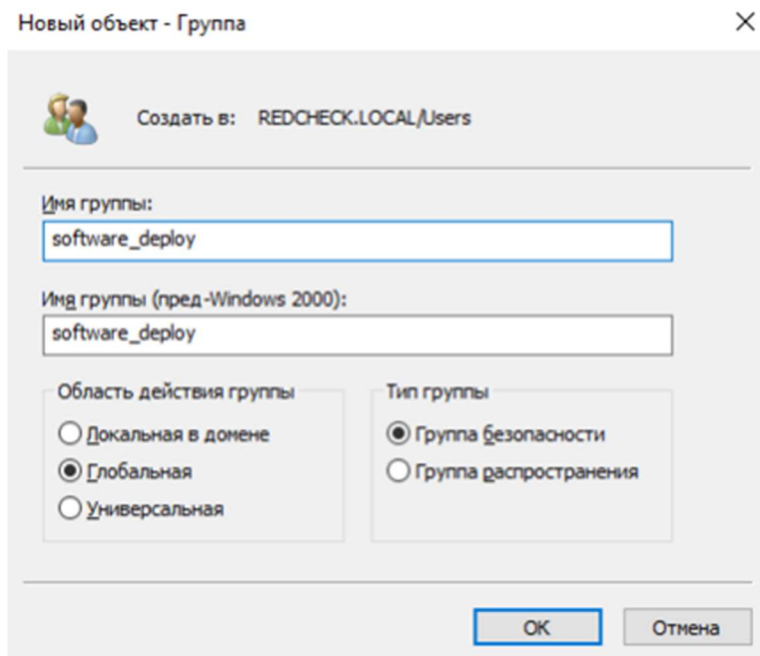 Новый объект - Группа
Создать в: REDCHECK.LOCAL/Users
Имя группы:
software_deploy
Имя группы (пред-Windows 2000):
software_deploy
Область действия группы
Локальная в домене
Глобальная
Универсальная
Тип группы
Группа безопасности
Группа распространения
ОК
Отмена